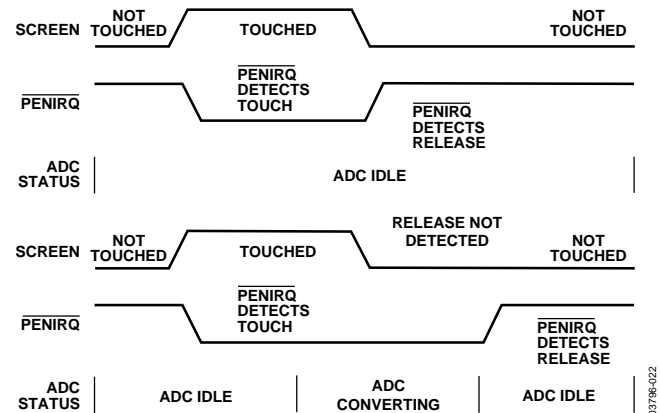 SCREEN
NOT
TOUCHED
TOUCHED
NOT
TOUCHED
PENIRQ
PENIRQ
DETECTS
TOUCH
PENIRQ
DETECTS
RELEASE
ADC
STATUS
ADC IDLE
SCREEN
NOT
TOUCHED
TOUCHED
RELEASE NOT
DETECTED
NOT
TOUCHED
PENIRQ
PENIRQ
DETECTS
TOUCH
PENIRQ
DETECTS
RELEASE
ADC
STATUS
ADC IDLE
ADC
CONVERTING
ADC IDLE
03796-022